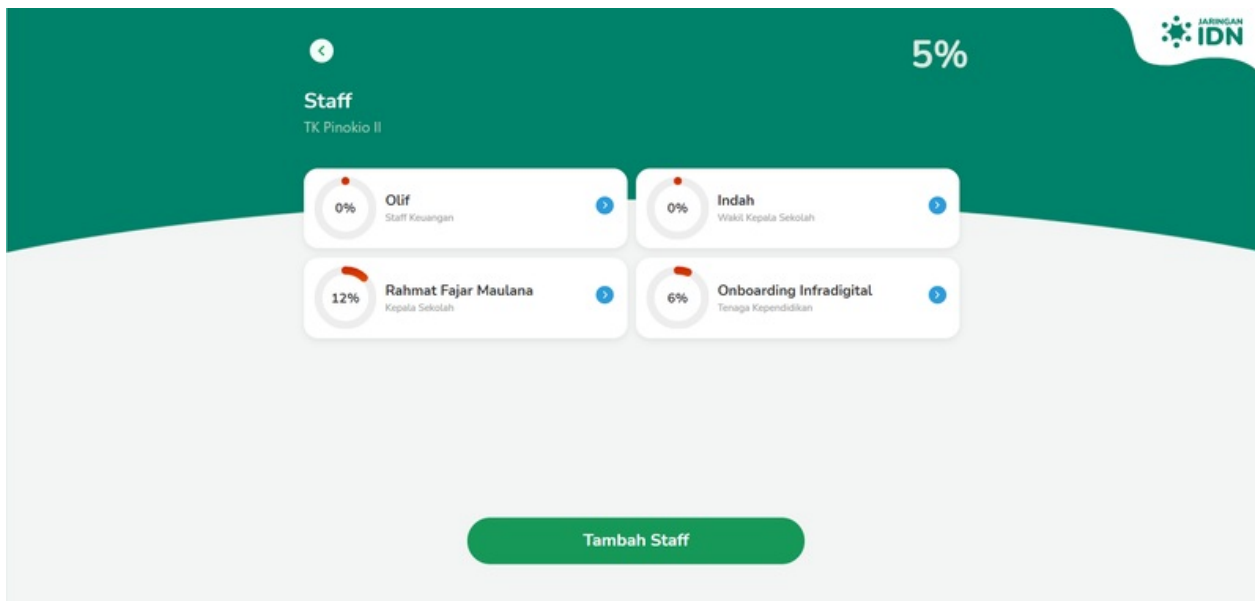 JARINGAN
IDN
5%
Staff
TK Pinokio II
0%
Olif
Staff Keuangan
0%
Indah
Wakil Kepala Sekolah
12%
Rahmat Fajar Maulana
Kepala Sekolah
6%
Onboarding Infradigital
Tenaga Kependidikan
Tambah Staff